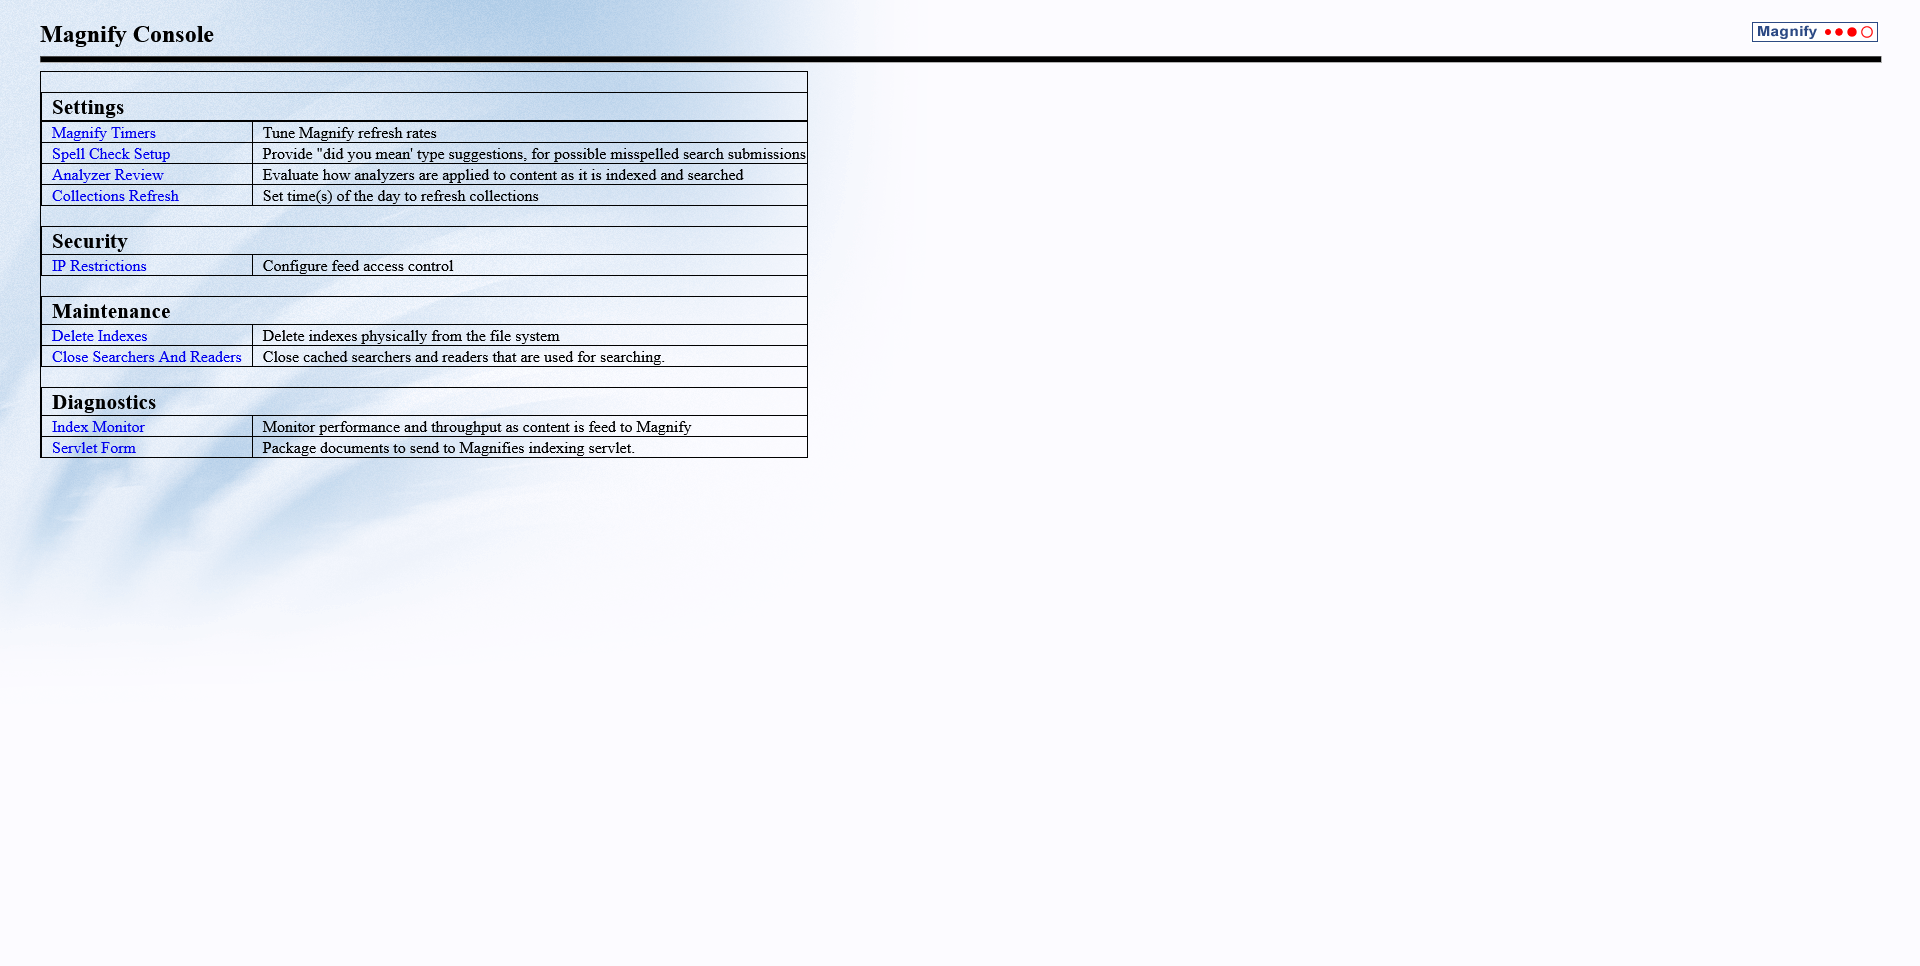 Magnify Console
Magnify
Settings
Magnify Timers Tune Magnify refresh rates
Spell Check Setup Provide "did you mean' type suggestions, for possible misspelled search submissions
Analyzer Review Evaluate how analyzers are applied to content as it is indexed and searched
Collections Refresh Set time(s) of the day to refresh collections
Security
IP Restrictions Configure feed access control
Maintenance
Delete Indexes Delete indexes physically from the file system
Close Searchers And Readers Close cached searchers and readers that are used for searching.
Diagnostics
Index Monitor Monitor performance and throughput as content is feed to Magnify
Servlet Form Package documents to send to Magnifies indexing servlet.